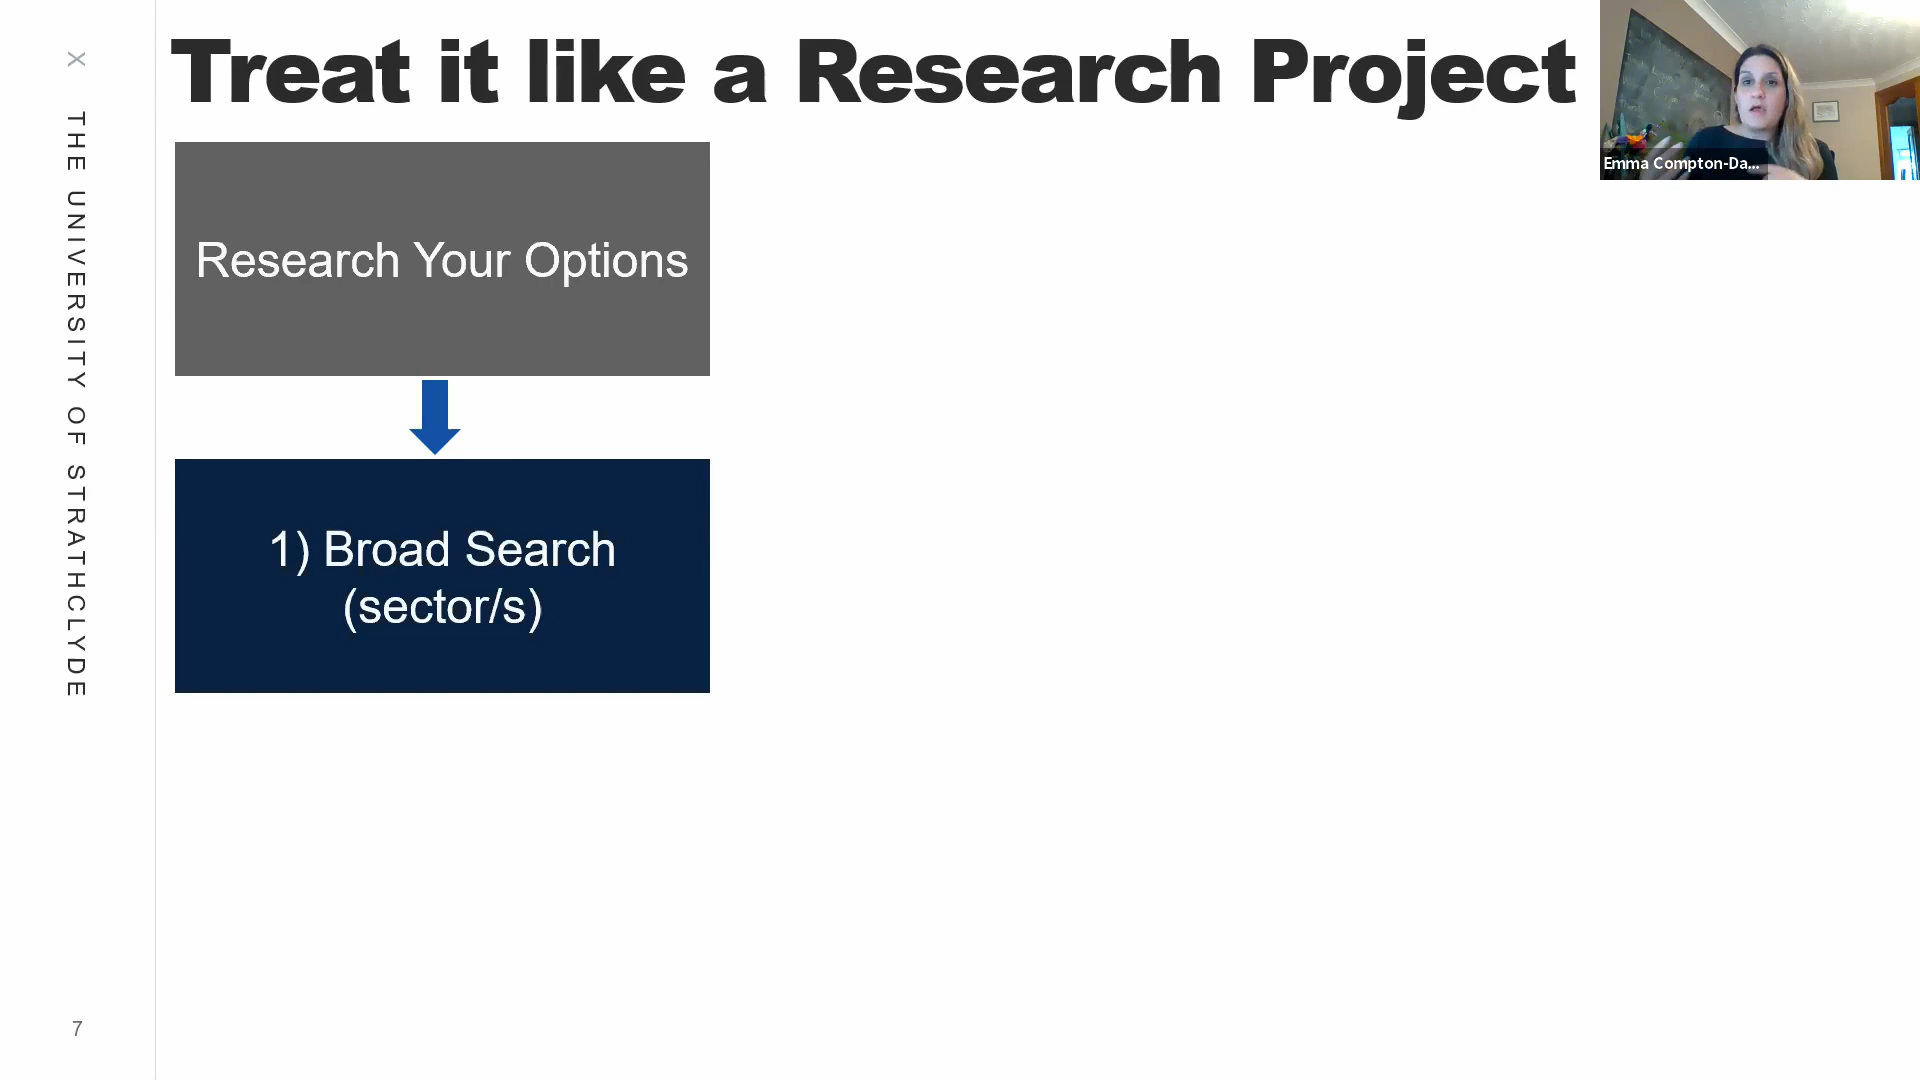 X THE UNIVERSITY OF STRATHCLYDE
Treat it like a Research Project
Emma Compton-Da...
Research Your Options
1) Broad Search
(sector/s)
7